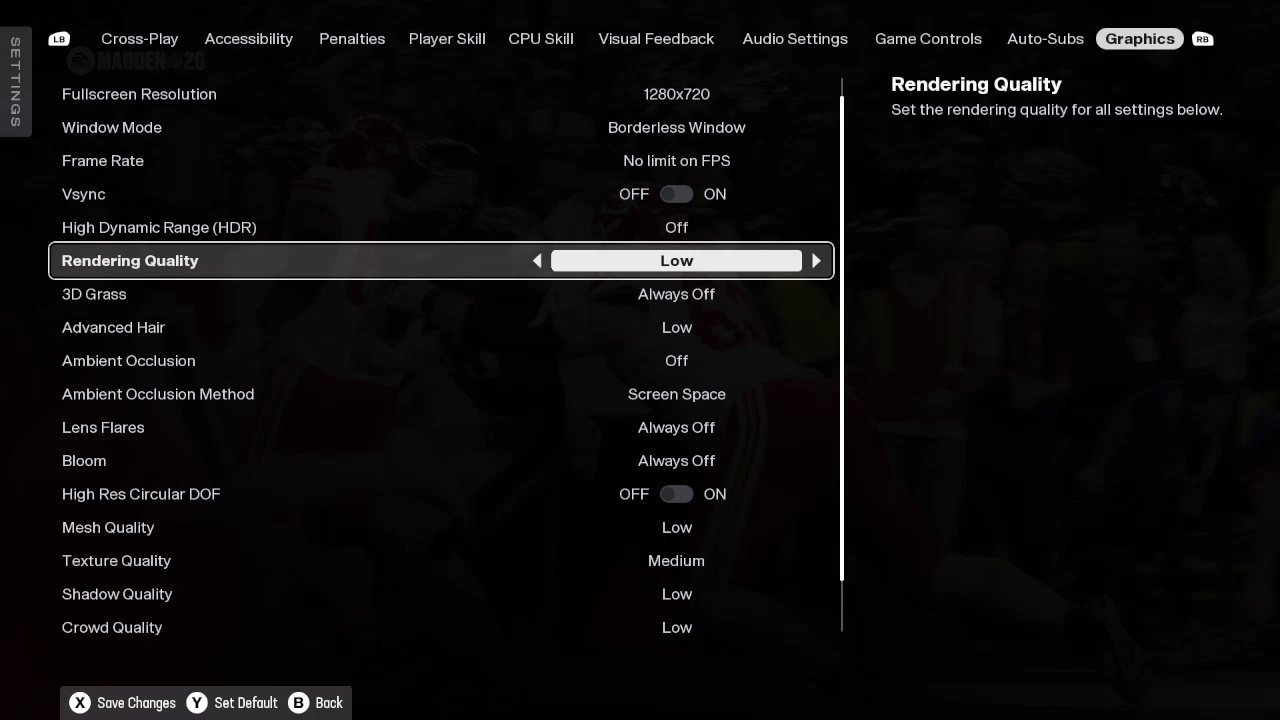 SETTINGS
LB Cross-Play Accessibility Penalties Player Skill CPU Skill Visual Feedback Audio Settings Game Controls Auto-Subs Graphics RB
EA MADDEN NFL 26
Fullscreen Resolution 1280x720
Window Mode Borderless Window
Frame Rate No limit on FPS
Vsync OFF ON
High Dynamic Range (HDR) Off
Rendering Quality Low
3D Grass Always Off
Advanced Hair Low
Ambient Occlusion Off
Ambient Occlusion Method Screen Space
Lens Flares Always Off
Bloom Always Off
High Res Circular DOF OFF ON
Mesh Quality Low
Texture Quality Medium
Shadow Quality Low
Crowd Quality Low
Rendering Quality
Set the rendering quality for all settings below.
X Save Changes Y Set Default B Back